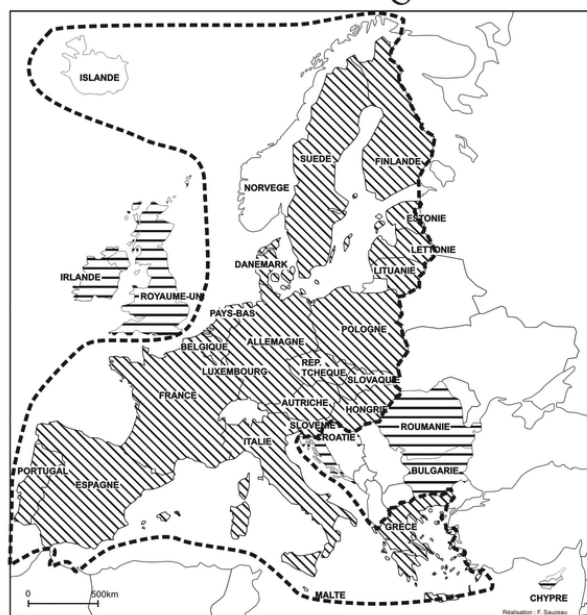 ISLANDE
SUEDE
FINLANDE
NORVEGE
ESTONIE
LETTONIE
DANEMARK
LITUANIE
IRLANDE
ROYAUME-UNI
PAYS-BAS
POLOGNE
BELGIQUE
ALLEMAGNE
REP.
TCHEQUE
LUXEMBOURG
SLOVAQUIE
FRANCE
AUTRICHE
HONGRIE
SLOVENIE
ROUMANIE
CROATIE
ITALIE
BULGARIE
PORTUGAL
ESPAGNE
GRECE
MALTE
CHYPRE
0 500km
Réalisation : F. Sauzeau